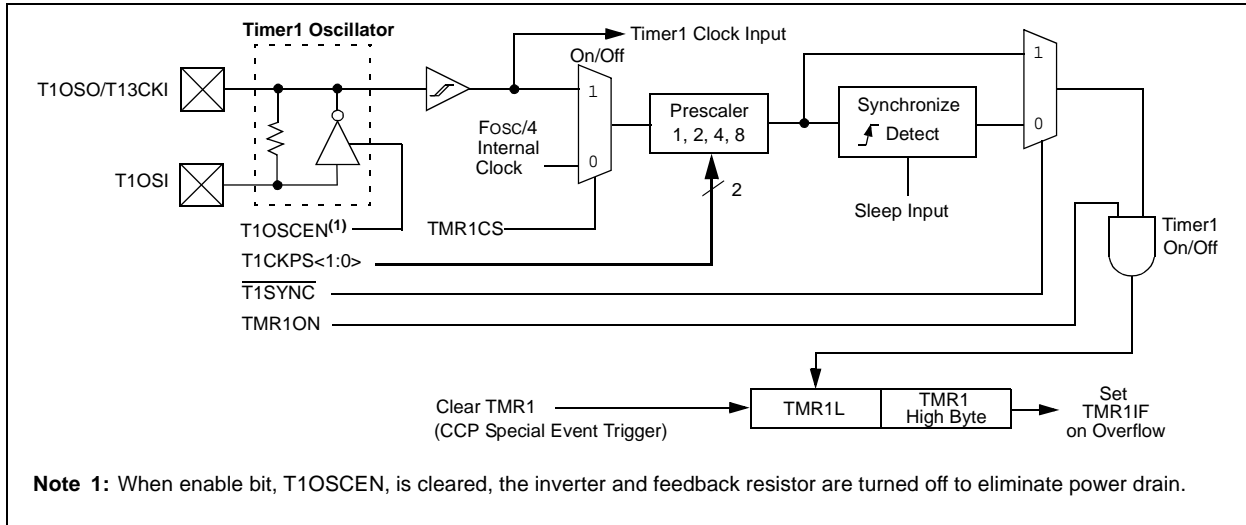 Timer1 Oscillator
Timer1 Clock Input
On/Off
T1OSO/T13CKI
1
FOSC/4
Internal
Clock
0
Prescaler
1, 2, 4, 8
2
Synchronize
Detect
1
0
T1OSI
Sleep Input
T1OSCEN(1)
TMR1CS
Timer1
On/Off
T1CKPS<1:0>
T1SYNC
TMR1ON
Clear TMR1
(CCP Special Event Trigger)
TMR1L
TMR1
High Byte
Set
TMR1IF
on Overflow
Note 1: When enable bit, T1OSCEN, is cleared, the inverter and feedback resistor are turned off to eliminate power drain.